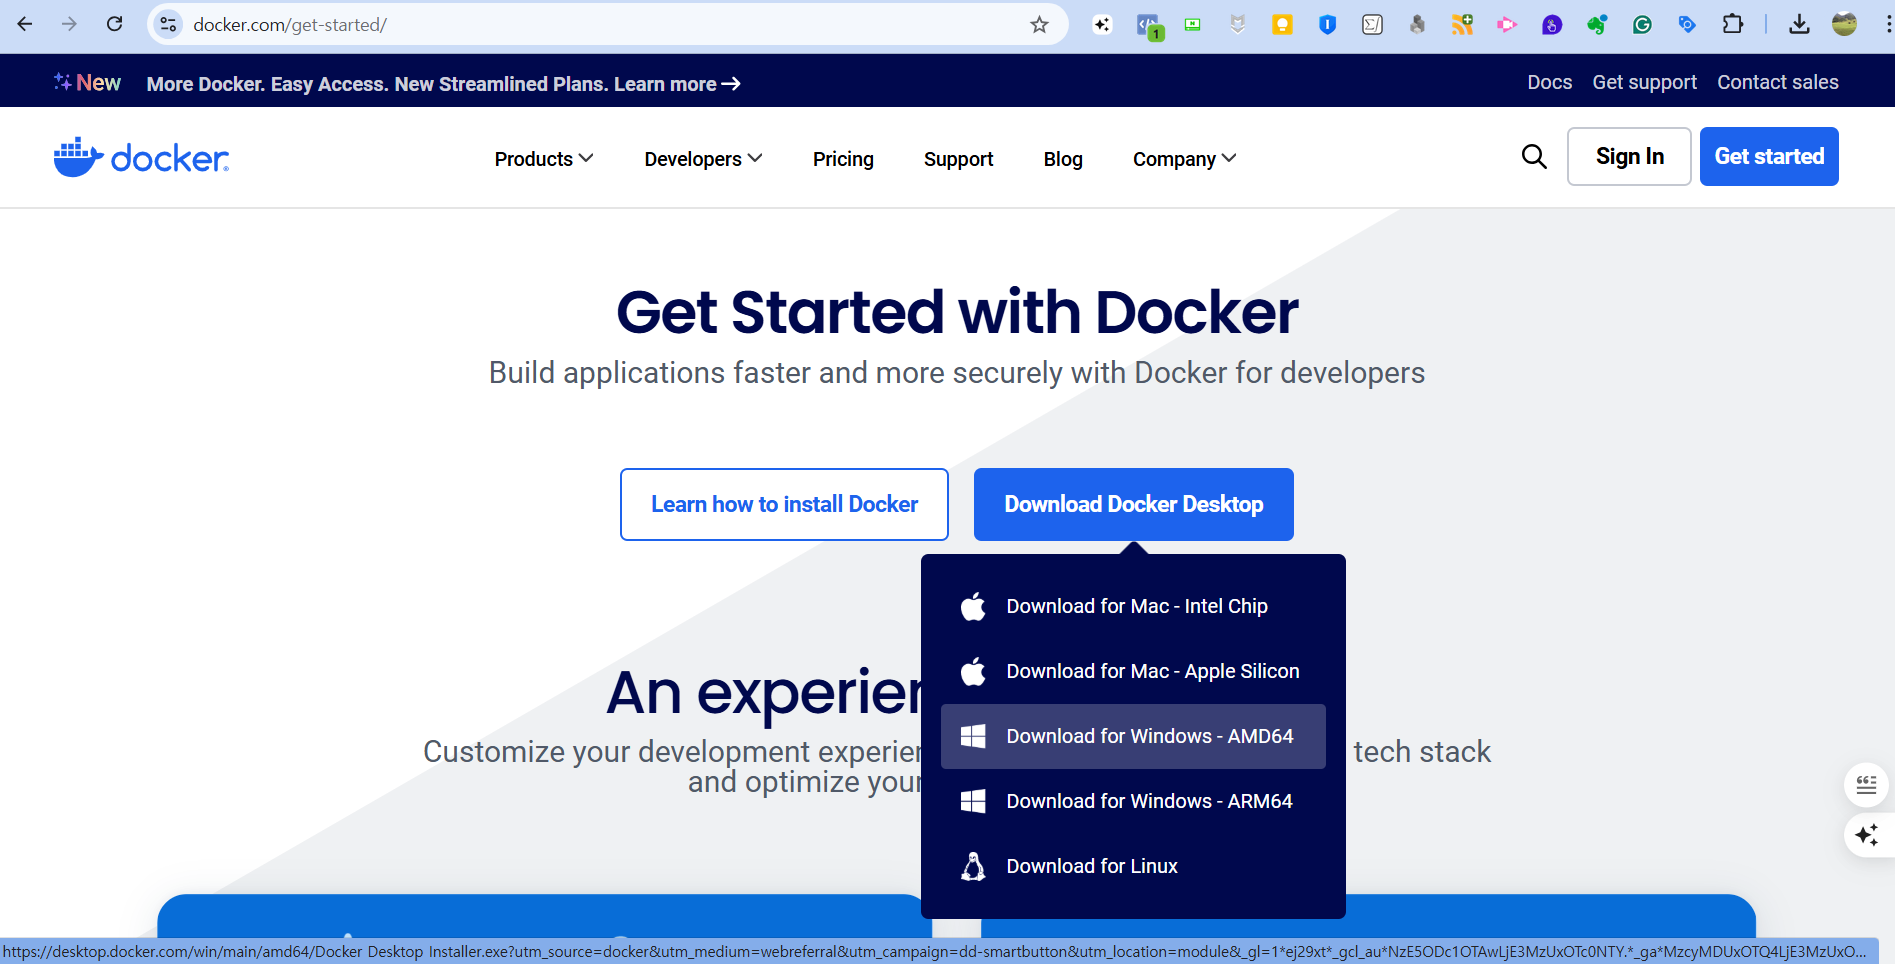 docker.com/get-started/
1
New More Docker. Easy Access. New Streamlined Plans. Learn more
Docs Get support Contact sales
docker
Products Developers Pricing Support Blog Company
Sign In Get started
Get Started with Docker
Build applications faster and more securely with Docker for developers
Learn how to install Docker Download Docker Desktop
Download for Mac - Intel Chip
Download for Mac - Apple Silicon
Download for Windows - AMD64
Download for Windows - ARM64
Download for Linux
An experien
Customize your development experien tech stack
and optimize your
https://desktop.docker.com/win/main/amd64/Docker Desktop Installer.exe?utm_source=docker&utm_medium=webreferral&utm_campaign=dd-smartbutton&utm_location=module&_gl=1*ej29xt*_gcl_au*NzE5ODc1OTAwLjE3MzUxOTc0NTY.*_ga*MzcyMDUxOTQ4LjE3MzUxO...